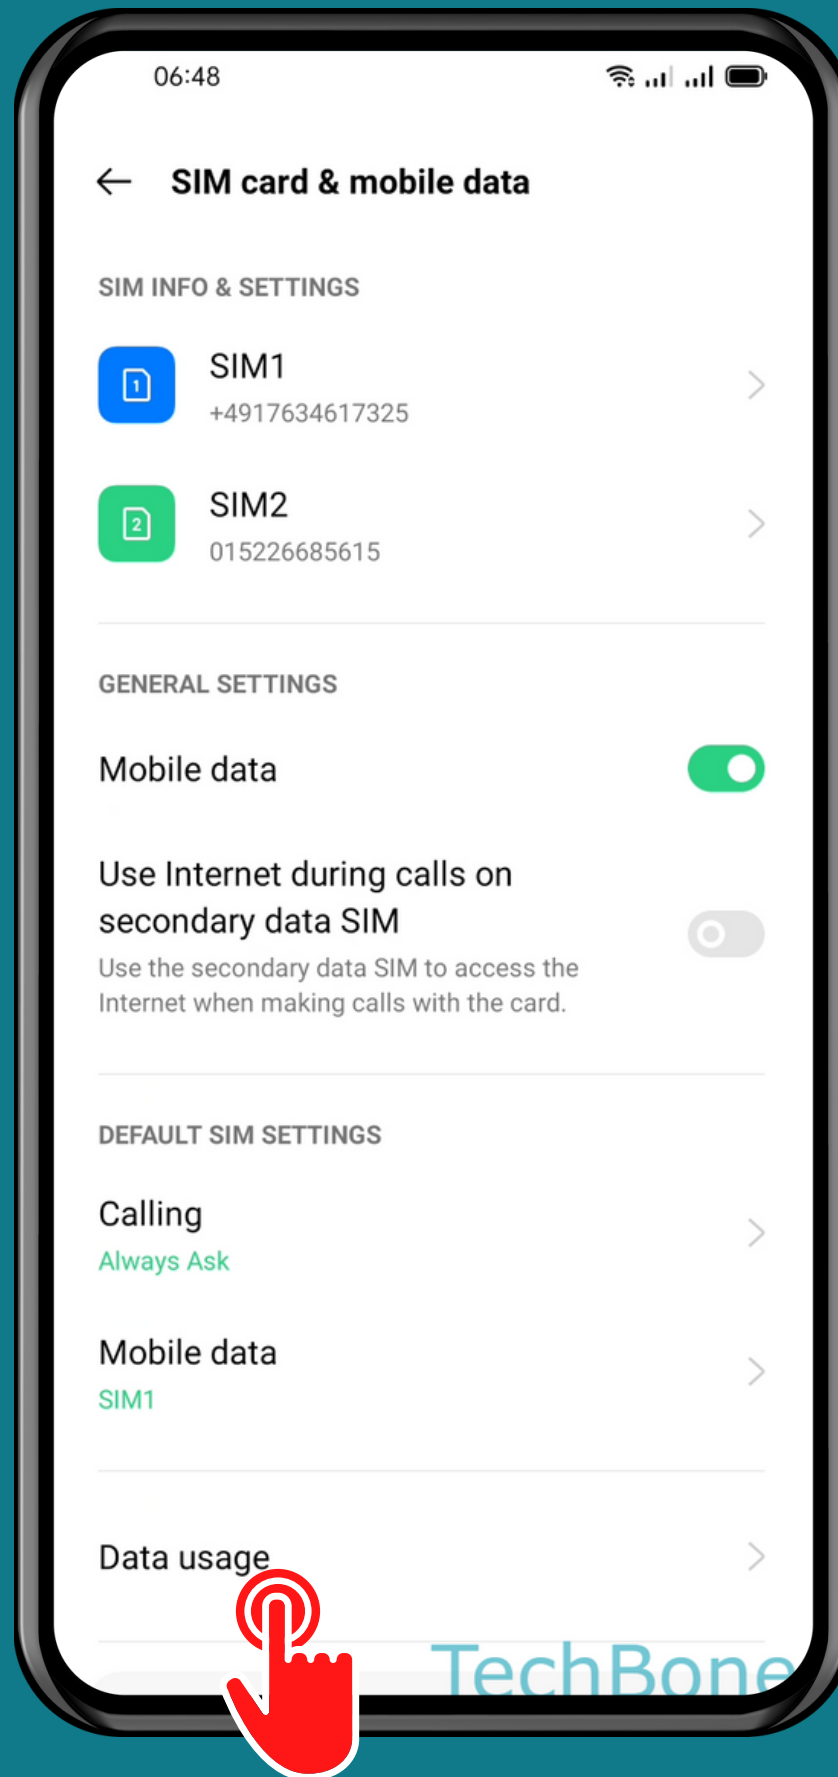 06:48
SIM card & mobile data
SIM INFO & SETTINGS
1
SIM1
+4917634617325
2
SIM2
015226685615
GENERAL SETTINGS
Mobile data
Use Internet during calls on
secondary data SIM
Use the secondary data SIM to access the
Internet when making calls with the card.
DEFAULT SIM SETTINGS
Calling
Always Ask
Mobile data
SIM1
Data usage
TechBone